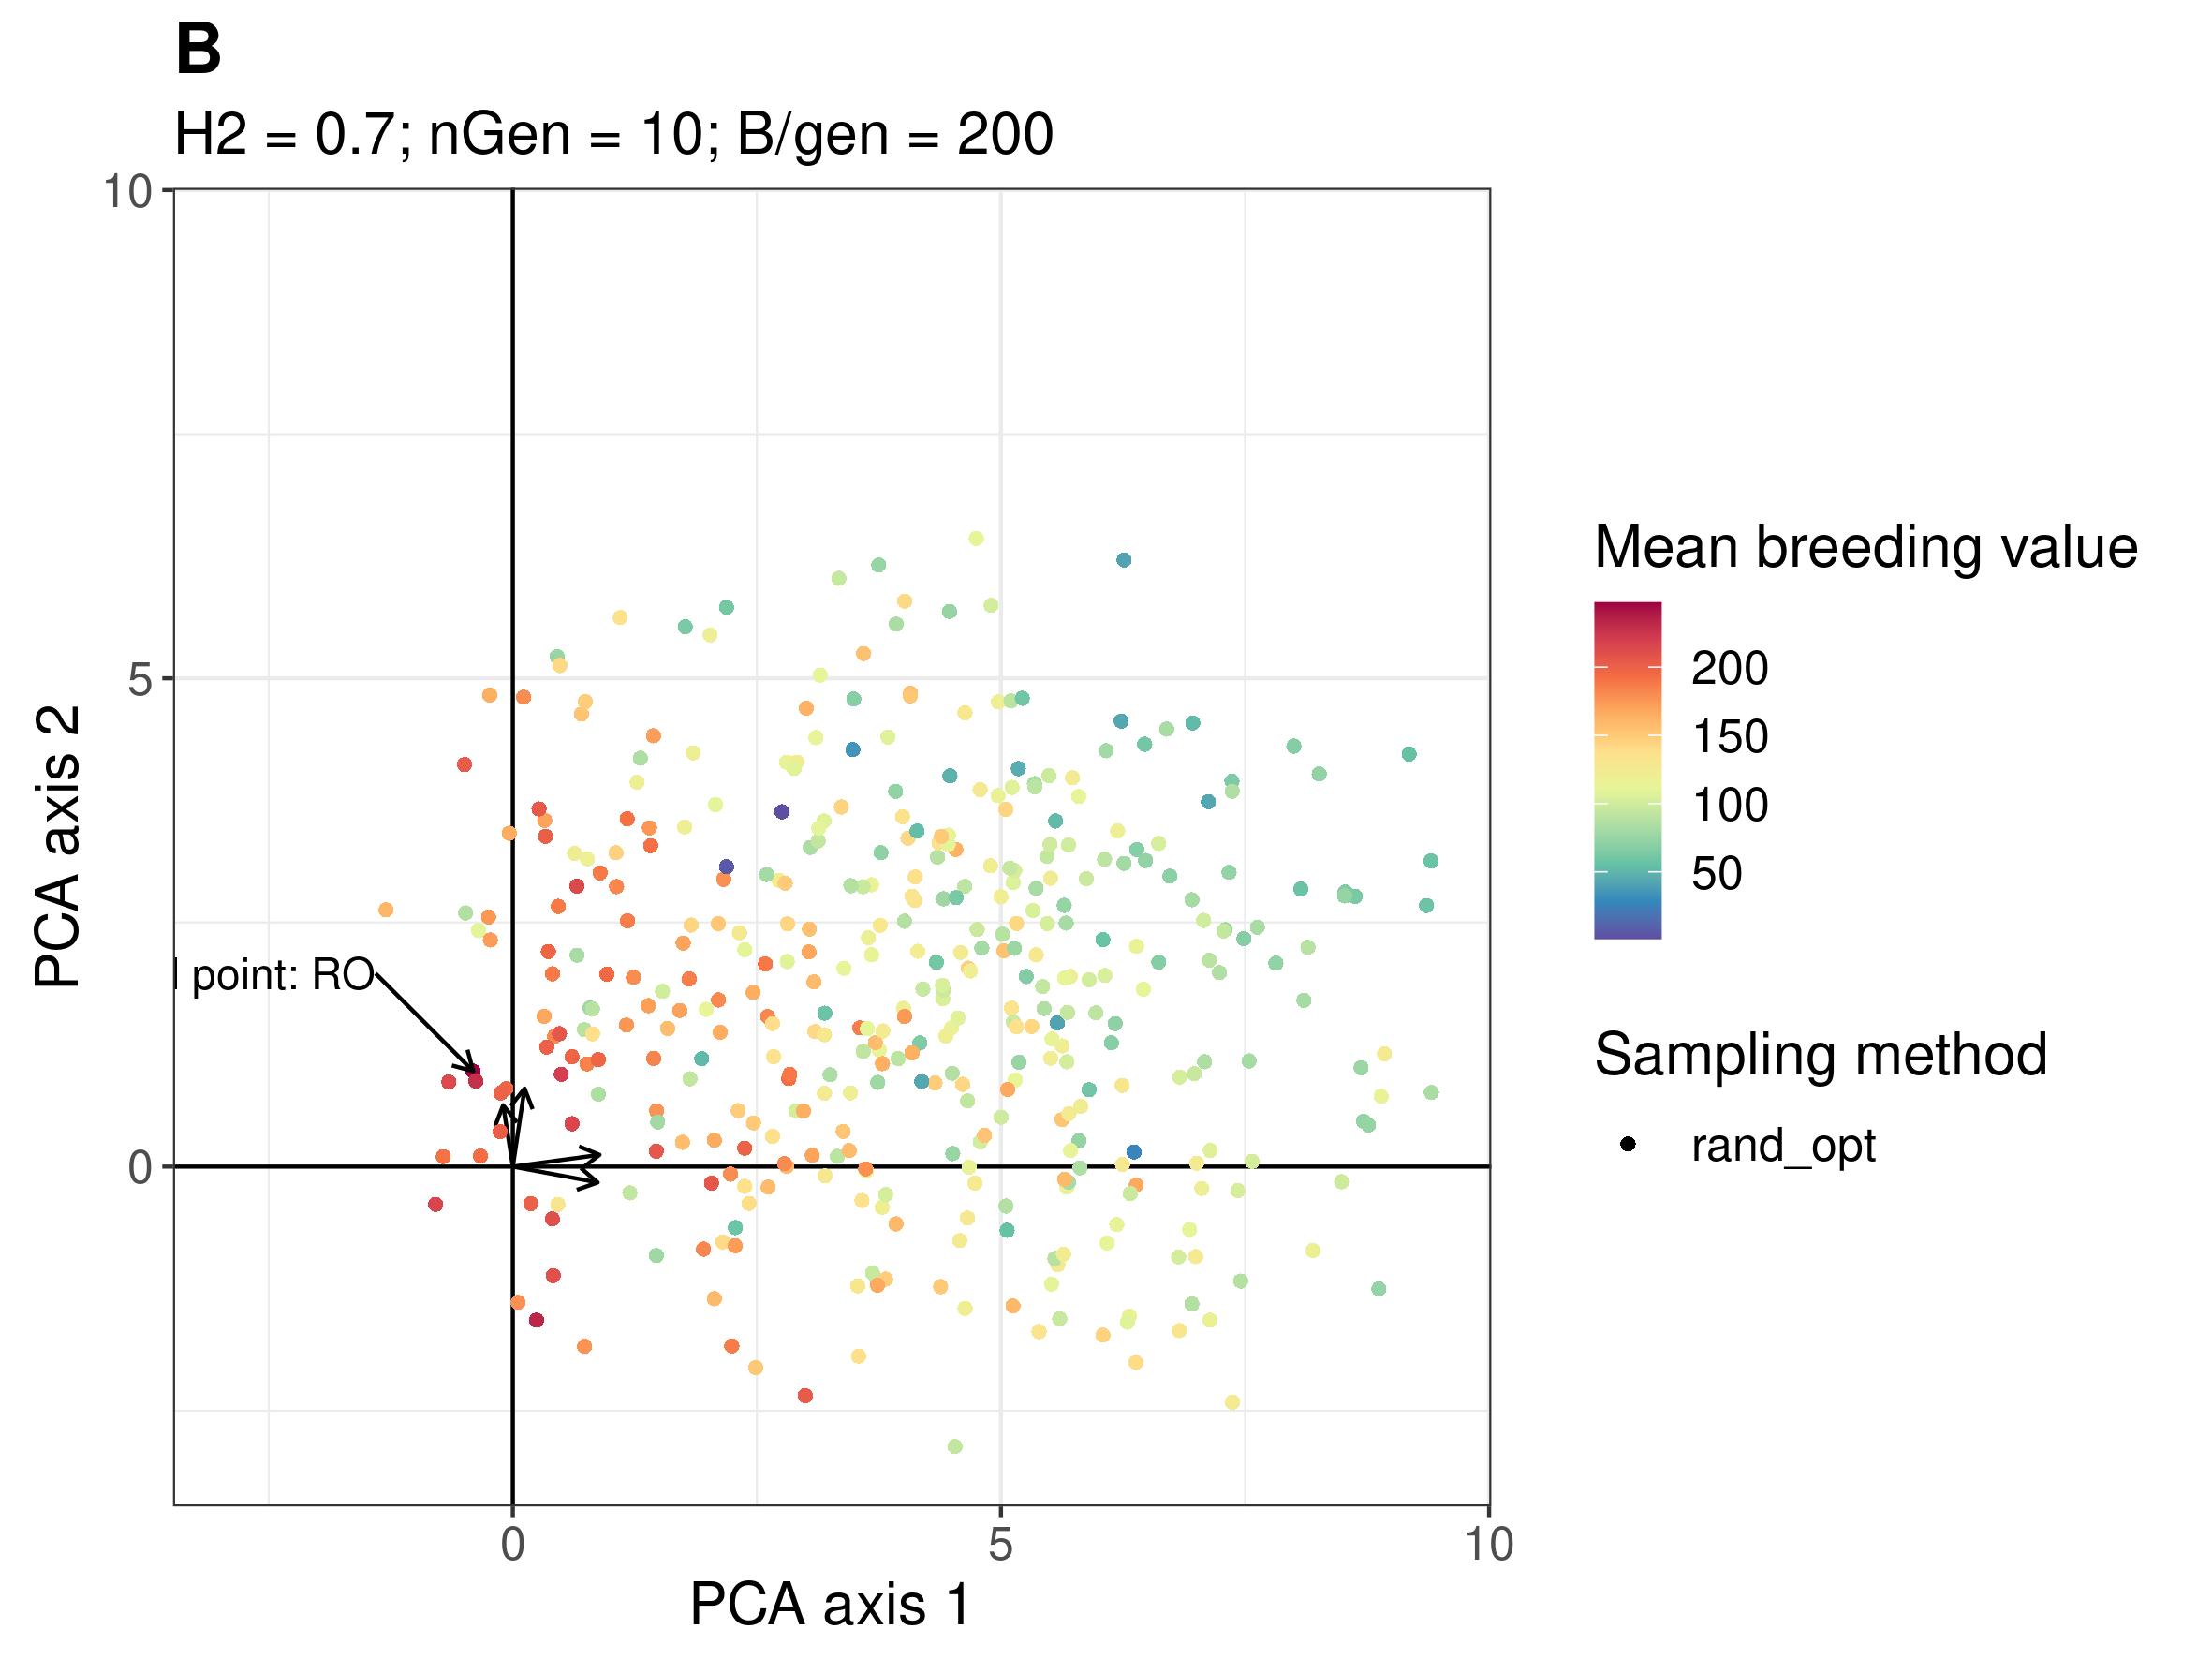 B
H2 = 0.7; nGen = 10; B/gen = 200
10
5
0
PCA axis 2
point: RO
0
5
10
PCA axis 1
Mean breeding value
200
150
100
50
Sampling method
rand_opt